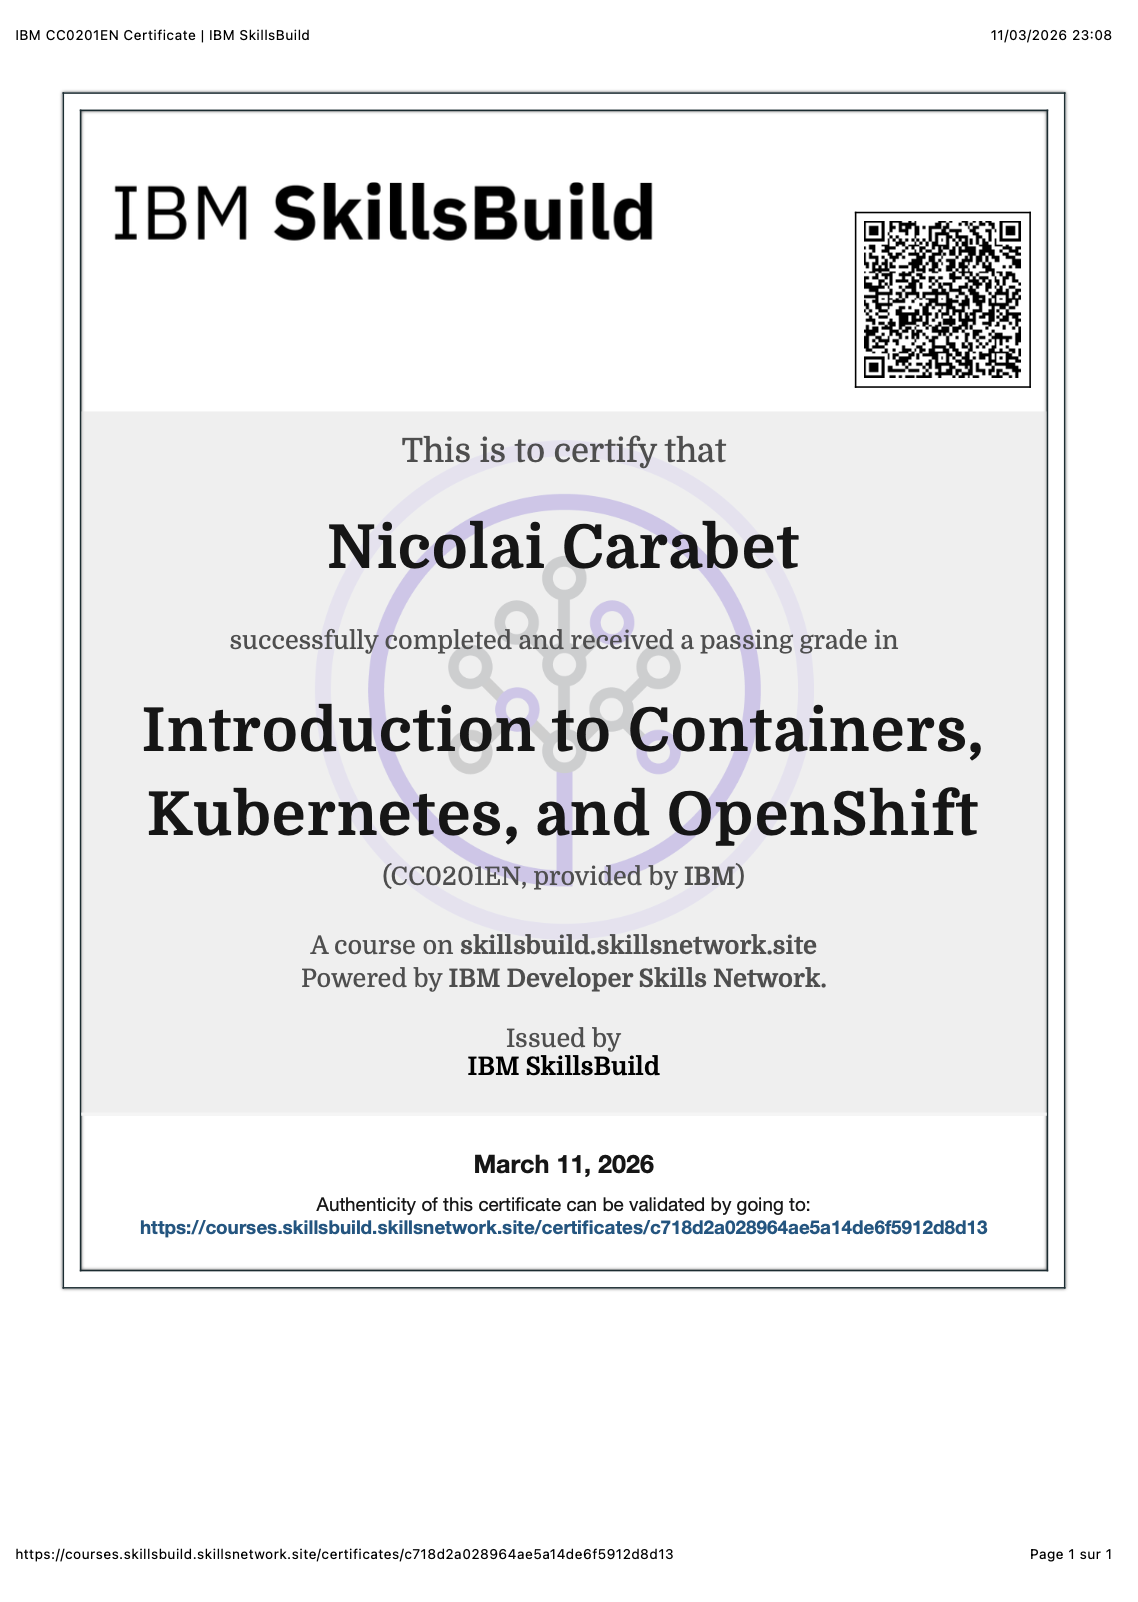 IBM CC0201EN Certificate | IBM SkillsBuild
11/03/2026 23:08
IBM SkillsBuild
This is to certify that
Nicolai Carabet
successfully completed and received a passing grade in
Introduction to Containers,
Kubernetes, and OpenShift
(CC0201EN, provided by IBM)
A course on skillsbuild.skillsnetwork.site
Powered by IBM Developer Skills Network.
Issued by
IBM SkillsBuild
March 11, 2026
Authenticity of this certificate can be validated by going to:
https://courses.skillsbuild.skillsnetwork.site/certificates/c718d2a028964ae5a14de6f5912d8d13
https://courses.skillsbuild.skillsnetwork.site/certificates/c718d2a028964ae5a14de6f5912d8d13
Page 1 sur 1